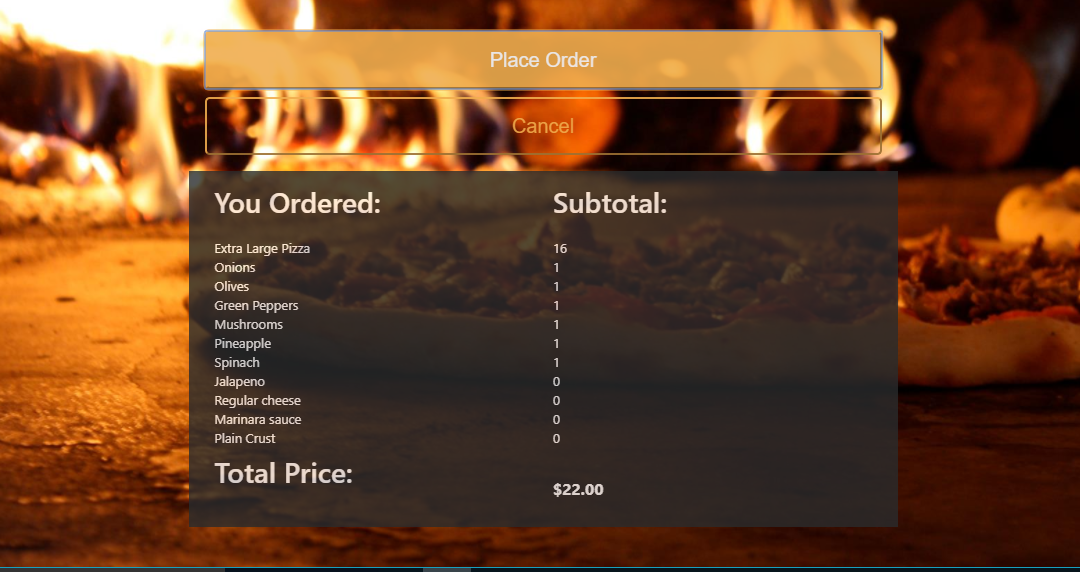 Place Order
Cancel
You Ordered: Subtotal:
Extra Large Pizza 16
Onions 1
Olives 1
Green Peppers 1
Mushrooms 1
Pineapple 1
Spinach 1
Jalapeno 0
Regular cheese 0
Marinara sauce 0
Plain Crust 0
Total Price:
$22.00